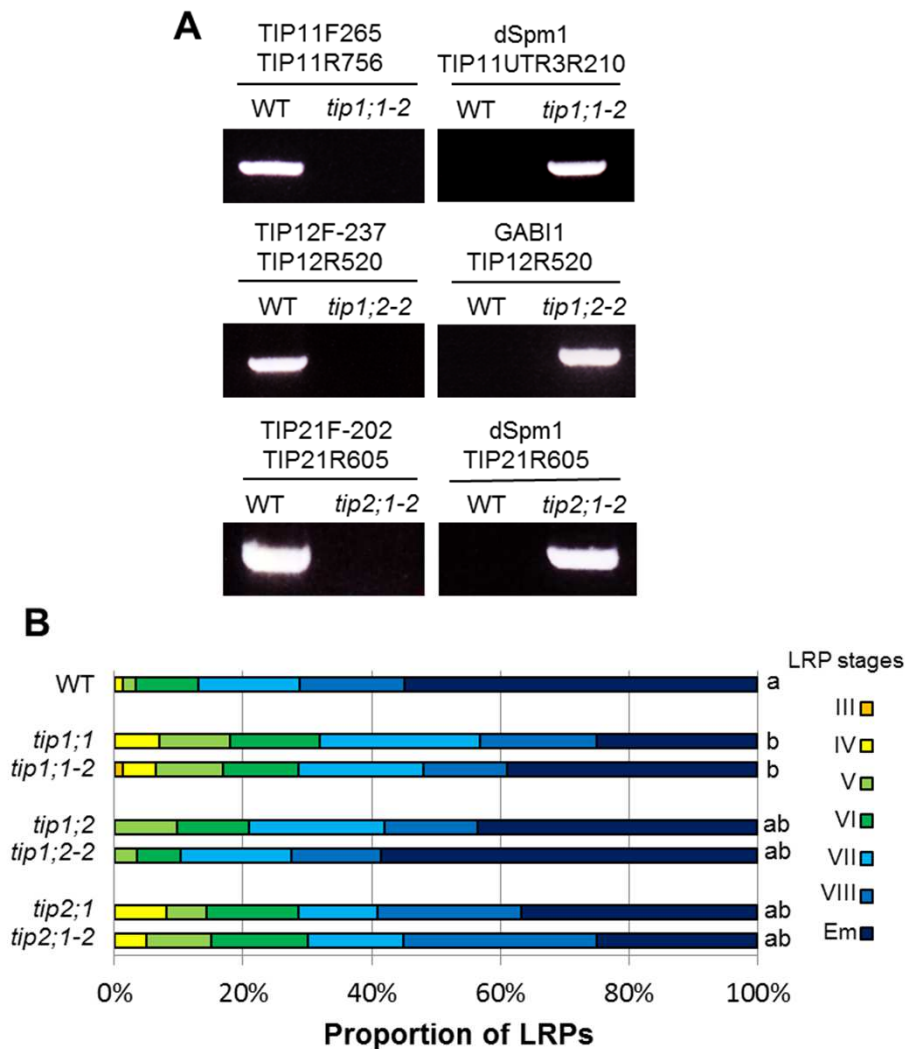 A
TIP11F265
TIP11R756
dSpm1
TIP11UTR3R210
WT tip1;1-2
WT tip1;1-2
TIP12F-237
TIP12R520
GABI1
TIP12R520
WT tip1;2-2
WT tip1;2-2
TIP21F-202
TIP21R605
dSpm1
TIP21R605
WT tip2;1-2
WT tip2;1-2
B
LRP stages
WT a
tip1;1 b
tip1;1-2 b
tip1;2 ab
tip1;2-2 ab
tip2;1 ab
tip2;1-2 ab
III
IV
V
VI
VII
VIII
Em
0% 20% 40% 60% 80% 100%
Proportion of LRPs